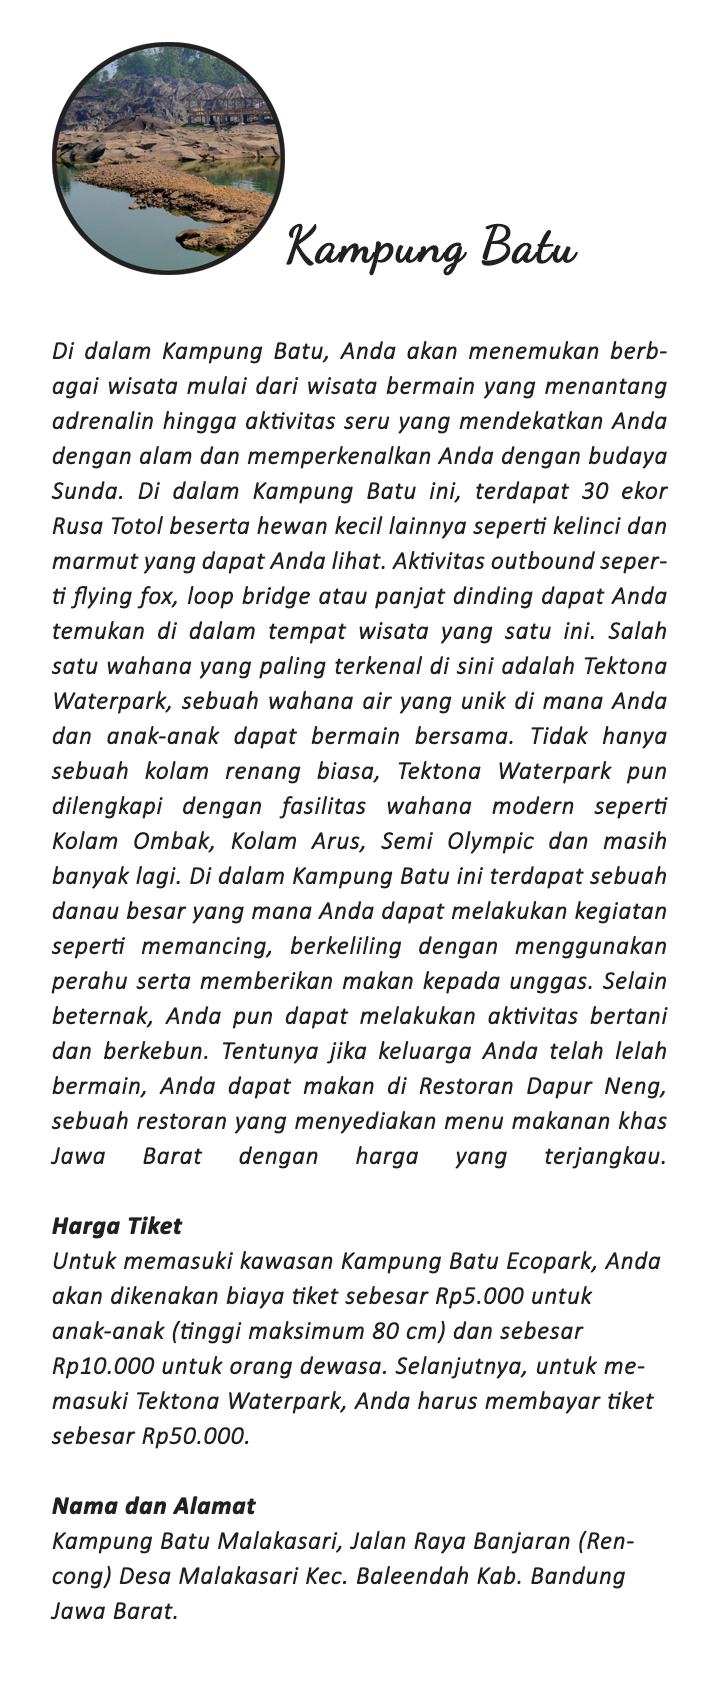 Kampung Batu
Di dalam Kampung Batu, Anda akan menemukan berb-
agai wisata mulai dari wisata bermain yang menantang
adrenalin hingga aktivitas seru yang mendekatkan Anda
dengan alam dan memperkenalkan Anda dengan budaya
Sunda. Di dalam Kampung Batu ini, terdapat 30 ekor
Rusa Totol beserta hewan kecil lainnya seperti kelinci dan
marmut yang dapat Anda lihat. Aktivitas outbound seper-
ti flying fox, loop bridge atau panjat dinding dapat Anda
temukan di dalam tempat wisata yang satu ini. Salah
satu wahana yang paling terkenal di sini adalah Tektona
Waterpark, sebuah wahana air yang unik di mana Anda
dan anak-anak dapat bermain bersama. Tidak hanya
sebuah kolam renang biasa, Tektona Waterpark pun
dilengkapi dengan fasilitas wahana modern seperti
Kolam Ombak, Kolam Arus, Semi Olympic dan masih
banyak lagi. Di dalam Kampung Batu ini terdapat sebuah
danau besar yang mana Anda dapat melakukan kegiatan
seperti memancing, berkeliling dengan menggunakan
perahu serta memberikan makan kepada unggas. Selain
beternak, Anda pun dapat melakukan aktivitas bertani
dan berkebun. Tentunya jika keluarga Anda telah lelah
bermain, Anda dapat makan di Restoran Dapur Neng,
sebuah restoran yang menyediakan menu makanan khas
Jawa Barat dengan harga yang terjangkau.
Harga Tiket
Untuk memasuki kawasan Kampung Batu Ecopark, Anda
akan dikenakan biaya tiket sebesar Rp5.000 untuk
anak-anak (tinggi maksimum 80 cm) dan sebesar
Rp10.000 untuk orang dewasa. Selanjutnya, untuk me-
masuki Tektona Waterpark, Anda harus membayar tiket
sebesar Rp50.000.
Nama dan Alamat
Kampung Batu Malakasari, Jalan Raya Banjaran (Ren-
cong) Desa Malakasari Kec. Baleendah Kab. Bandung
Jawa Barat.